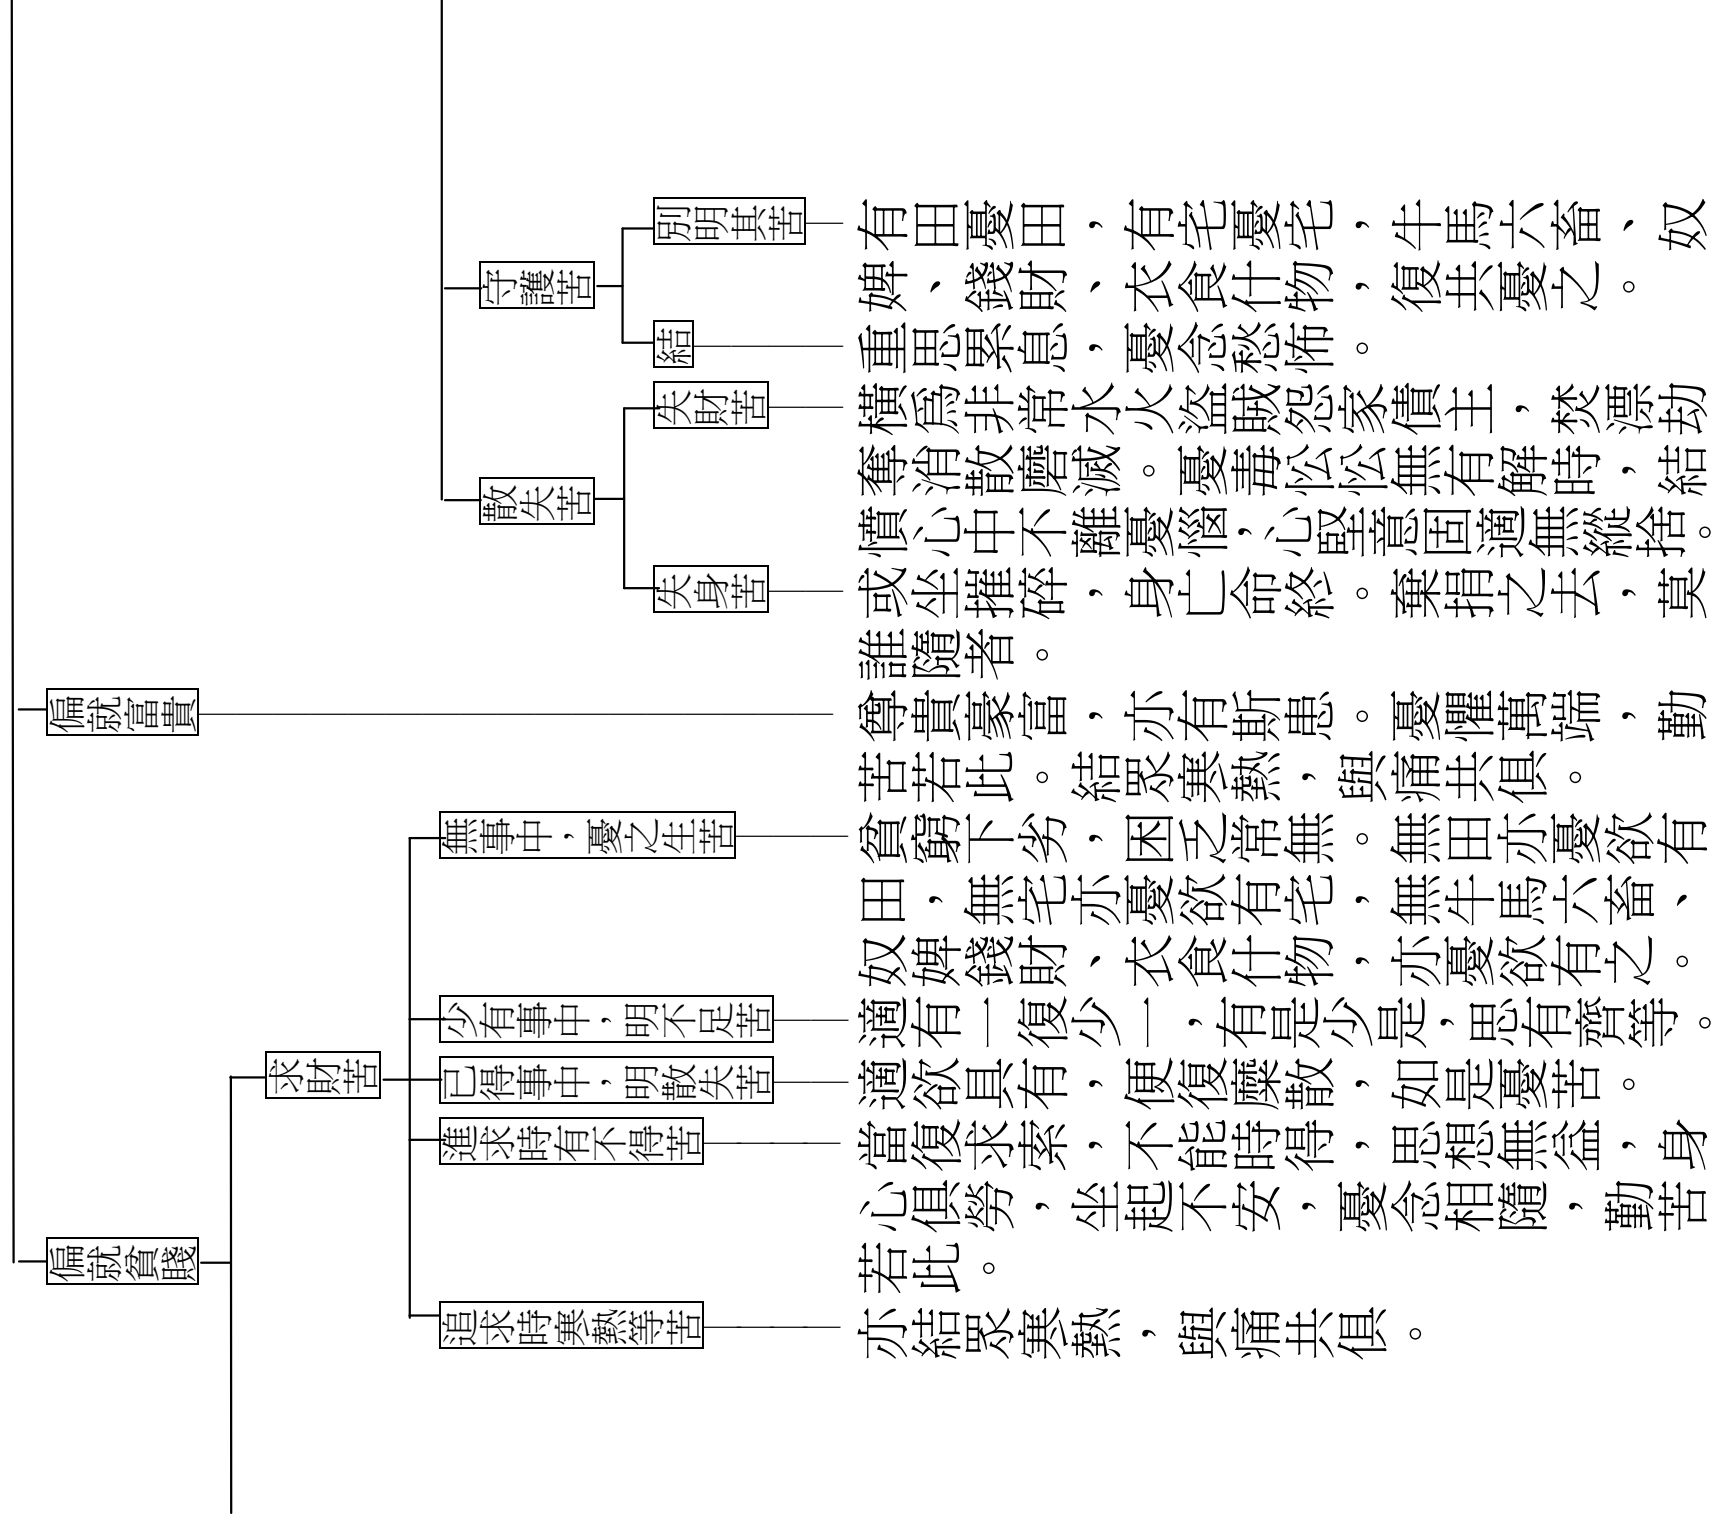 別明其苦
有田憂田，有宅憂宅，牛馬六畜、奴
守護苦
婢、錢財、衣食什物，復共憂之。
結
重思累息，憂念愁怖。
失財苦
橫爲非常水火盜賊怨家債主，焚漂劫
奪消散磨滅。憂毒忪忪無有解時，結
散失苦
憤心中不離憂惱，心堅意固適無縱捨。
失身苦
或坐摧碎，身亡命終。棄捐之去，莫
誰隨者。
偏就富貴
尊貴豪富，亦有斯患。憂懼萬端，勤
苦若此。結眾寒熱，與痛共俱。
無事中，憂之生苦
貧窮下劣，困乏常無。無田亦憂欲有
田，無宅亦憂欲有宅，無牛馬六畜、
奴婢錢財、衣食什物，亦憂欲有之。
少有事中，明不足苦
適有一復少一，有是少是，思有齊等。
求財苦
已得事中，明散失苦
適欲具有，便復糜散，如是憂苦。
進求時有不得苦
當復求索，不能時得，思想無益，身
心俱勞，坐起不安，憂念相隨，勤苦
偏就貧賤
若此。
追求時寒熱等苦
亦結眾寒熱，與痛共俱。